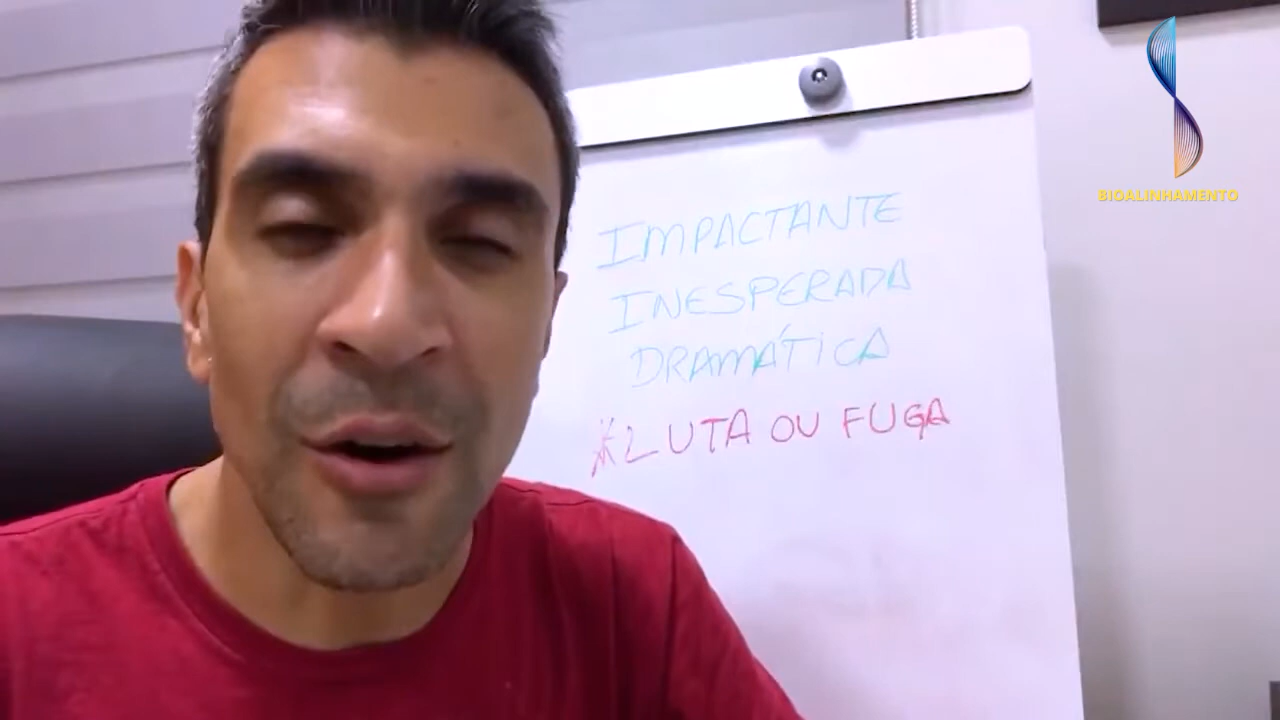 IMPACTANTE
INESPERADA
DRAMÁTICA
*LUTA OU FUGA
BIOALINHAMENTO